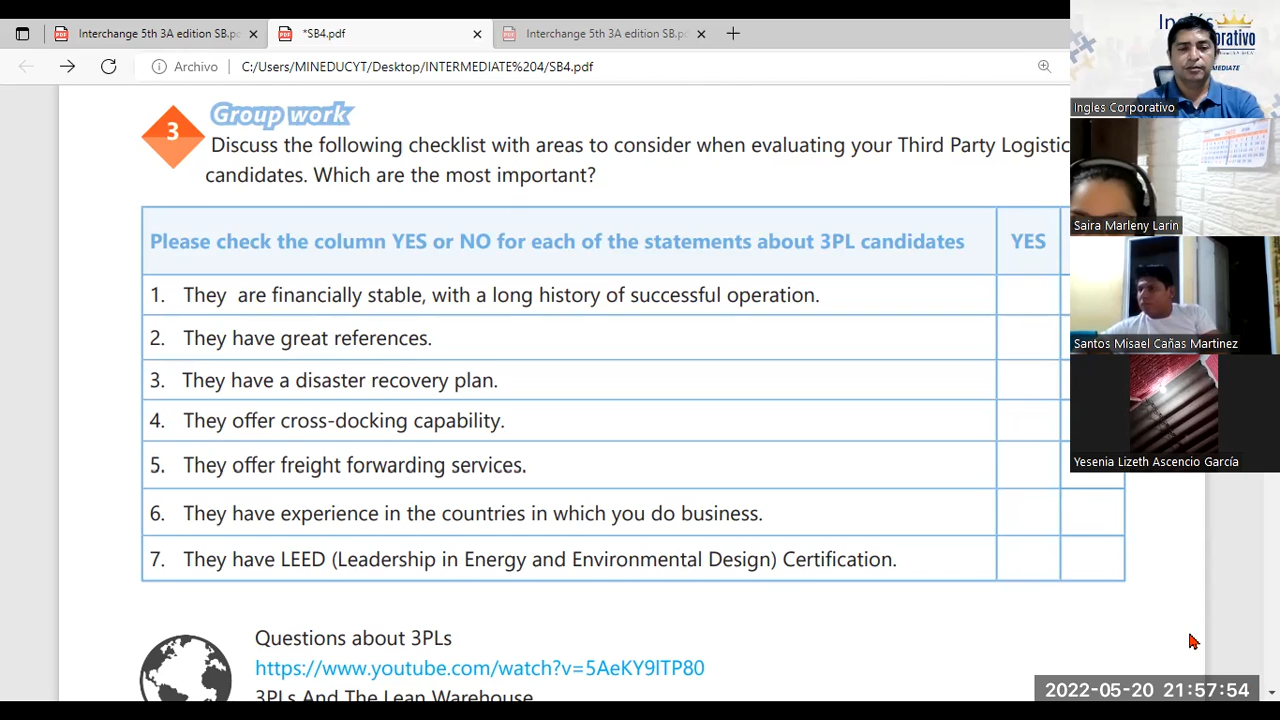 Interchange 5th 3A edition SB.p
*SB4.pdf
Interchange 5th 3A edition SB.p
Archivo
C:/Users/MINEDUCYT/Desktop/INTERMEDIATE%204/SB4.pdf
Group work
3
Discuss the following checklist with areas to consider when evaluating your Third Party Logistic
candidates. Which are the most important?
Please check the column YES or NO for each of the statements about 3PL candidates YES
1. They are financially stable, with a long history of successful operation.
2. They have great references.
3. They have a disaster recovery plan.
4. They offer cross-docking capability.
5. They offer freight forwarding services.
6. They have experience in the countries in which you do business.
7. They have LEED (Leadership in Energy and Environmental Design) Certification.
Questions about 3PLs
https://www.youtube.com/watch?v=5AeKY9lTP80
3PLs And The Lean Warehouse
Ingles Corporativo
Saira Marleny Larin
Santos Misael Cañas Martinez
Yesenia Lizeth Ascencio García
2022-05-20 21:57:54